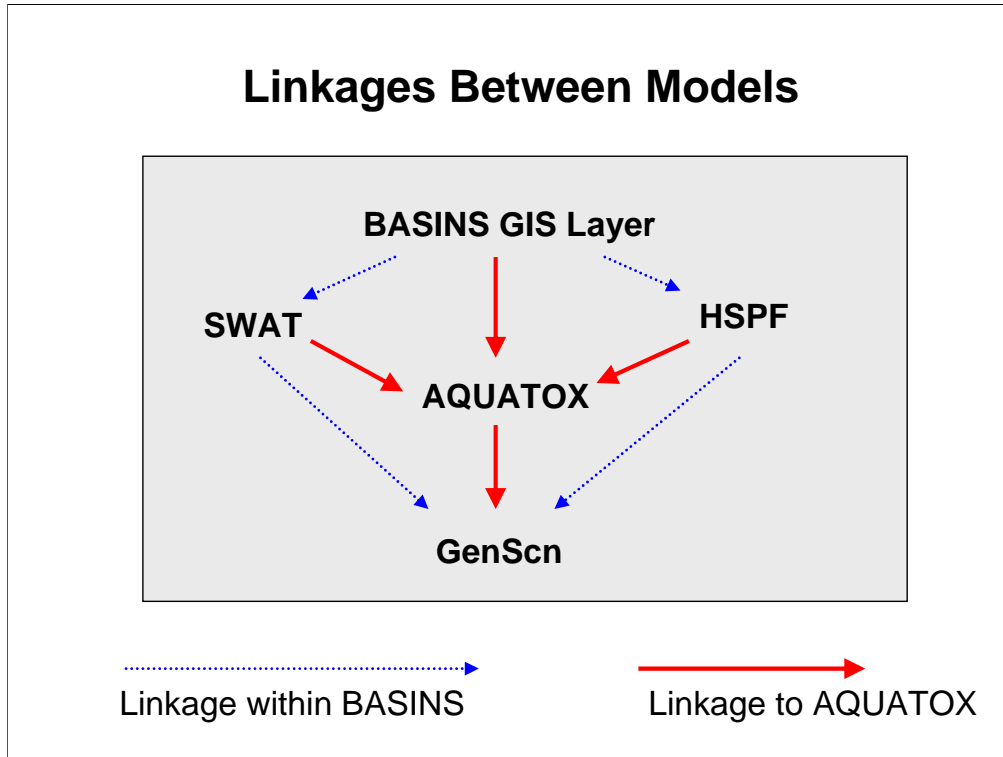 Linkages Between Models
BASINS GIS Layer
SWAT
HSPF
AQUATOX
GenScn
Linkage within BASINS
Linkage to AQUATOX